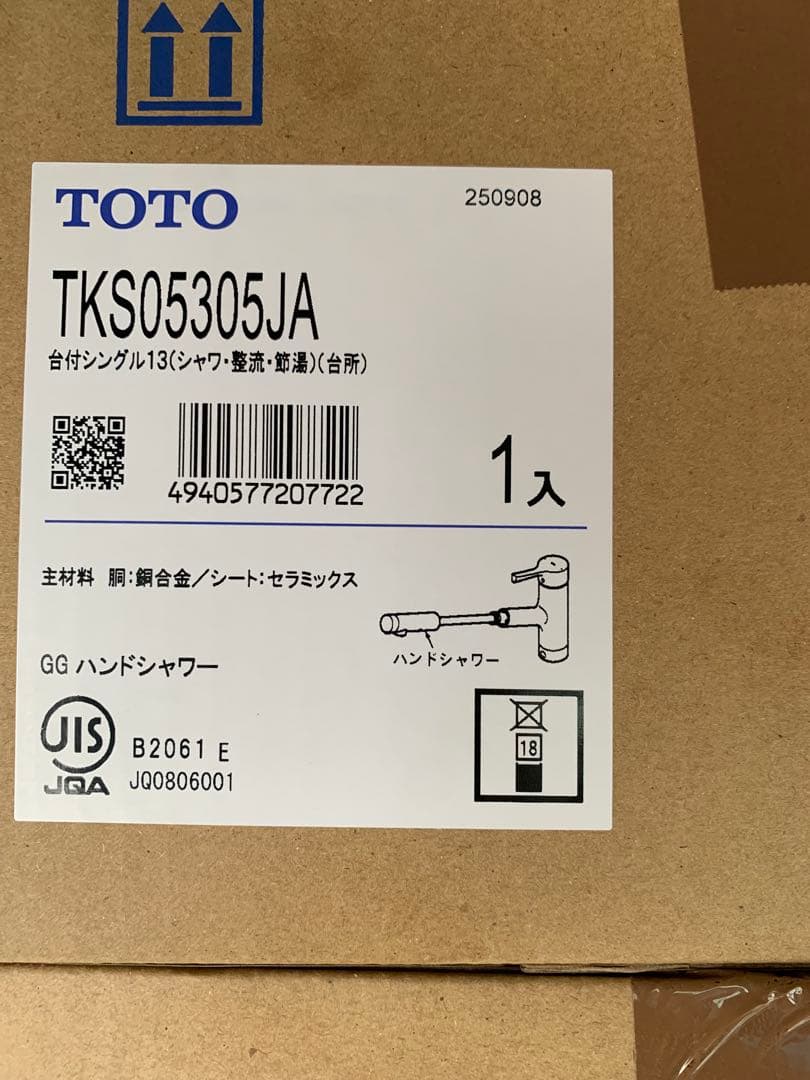 TOTO
250908
TKS05305JA
台付シングル13(シャワ・整流・節湯)(台所)
4940577207722
1入
主材料 胴:銅合金/シート:セラミックス
ハンドシャワー
GG ハンドシャワー
JIS
JQA
B2061 E
JQ0806001
18